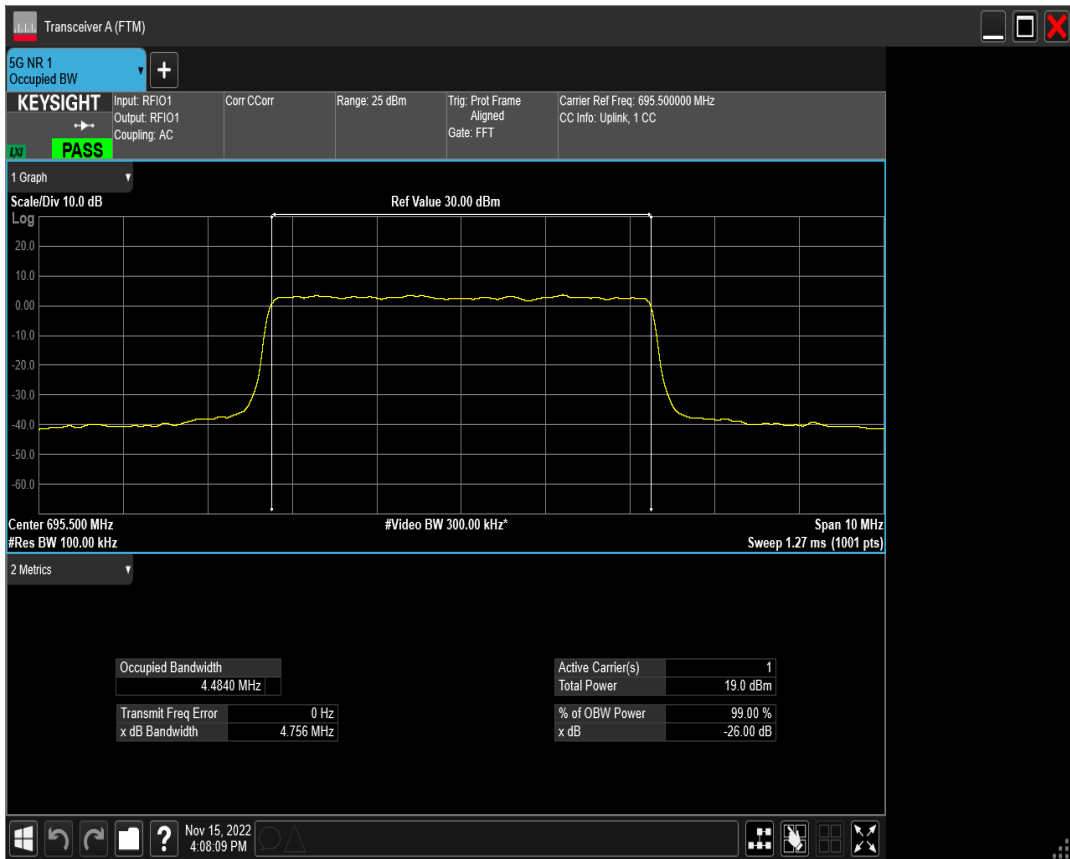 Transceiver A (FTM)
5G NR 1
Occupied BW
+
KEYSIGHT
LXI
PASS
Input: RFIO1
Output: RFIO1
Coupling: AC
Corr CCorr
Range: 25 dBm
Trig: Prot Frame
Aligned
Gate: FFT
Carrier Ref Freq: 695.500000 MHz
CC Info: Uplink, 1 CC
1 Graph
Scale/Div 10.0 dB
Ref Value 30.00 dBm
Log
20.0
10.0
0.00
-10.0
-20.0
-30.0
-40.0
-50.0
-60.0
Center 695.500 MHz
#Video BW 300.00 kHz*
Span 10 MHz
#Res BW 100.00 kHz
Sweep 1.27 ms (1001 pts)
2 Metrics
Occupied Bandwidth
4.4840 MHz
Transmit Freq Error 0 Hz
x dB Bandwidth 4.756 MHz
Active Carrier(s) 1
Total Power 19.0 dBm
% of OBW Power 99.00 %
x dB -26.00 dB
?
Nov 15, 2022
4:08:09 PM